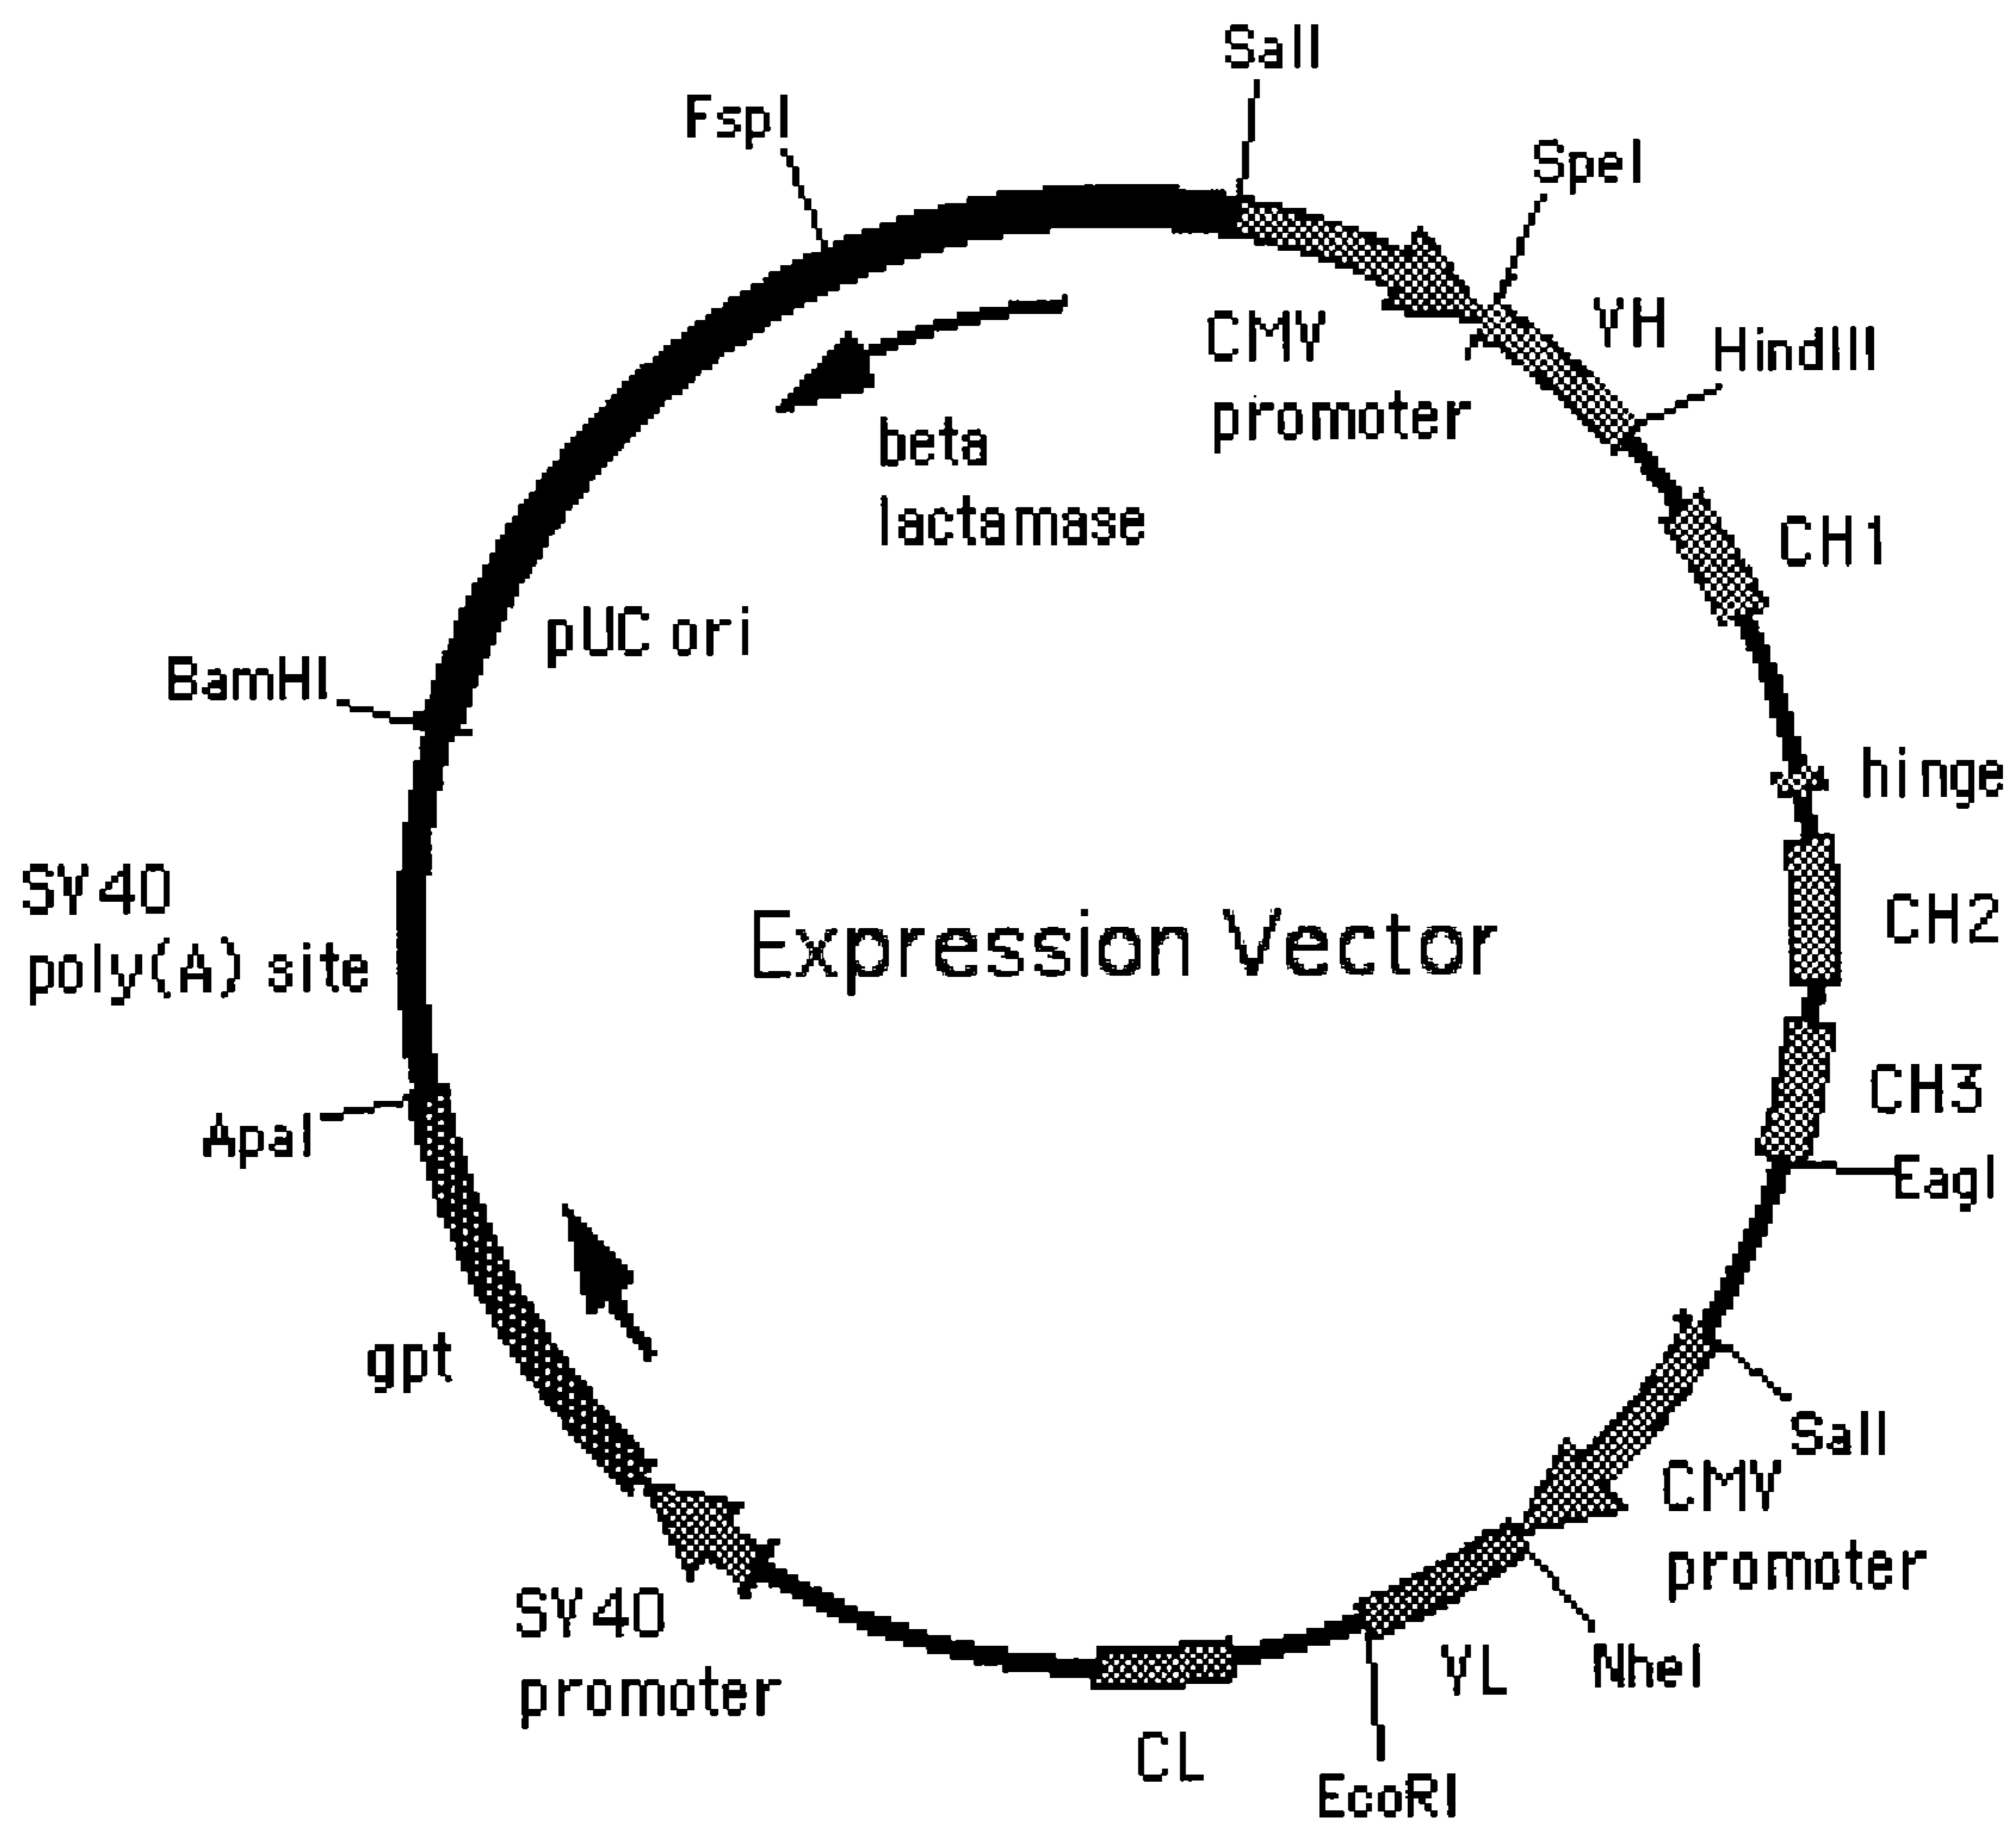 SalI
FspI
SpeI
VH
HindIII
CMV
promoter
beta
lactamase
CH1
pUC ori
BamHI
hinge
SV40
poly(A) site
Expression Vector
CH2
CH3
ApaI
EagI
gpt
SalI
CMV
promoter
SV40
promoter
VL
NheI
CL
EcoRI